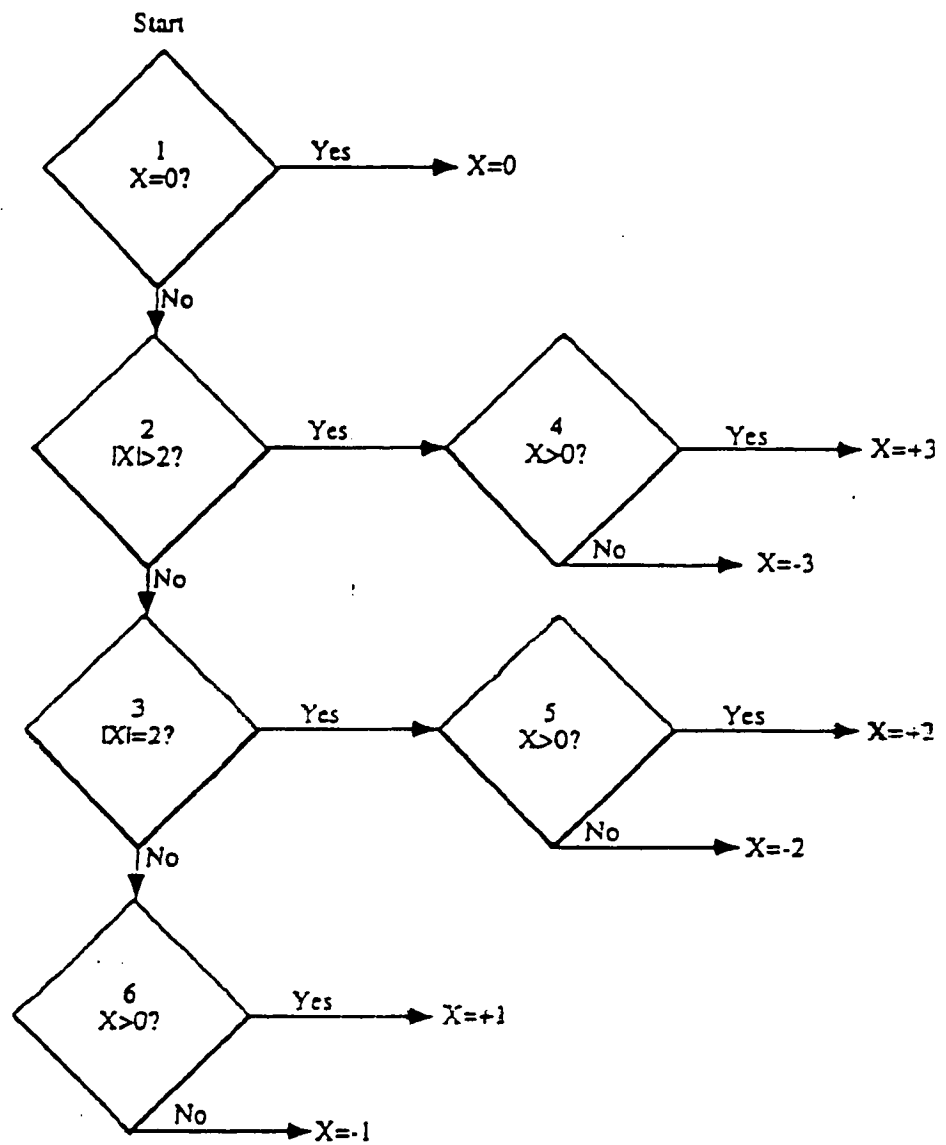 Start
1
X=0?
Yes
X=0
No
2
|X|>2?
Yes
4
X>0?
Yes
X=+3
No
X=-3
No
3
|X|=2?
Yes
5
X>0?
Yes
X=+2
No
X=-2
No
6
X>0?
Yes
X=+1
No
X=-1